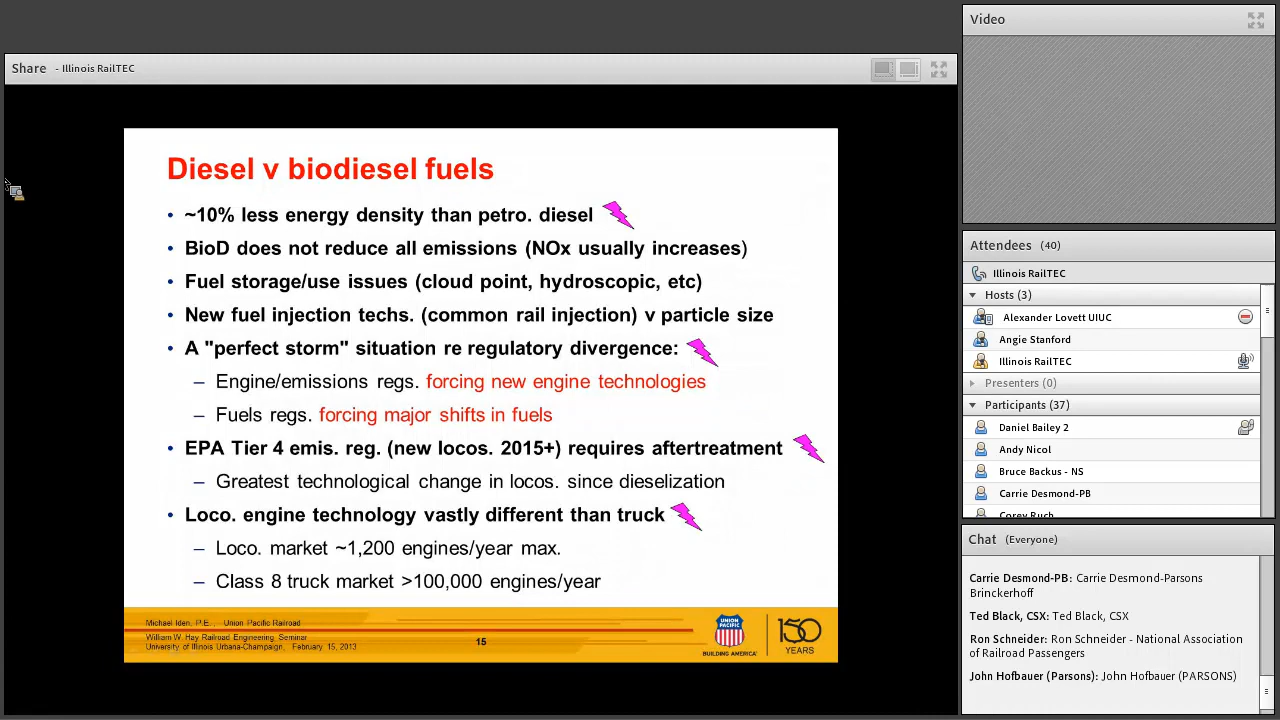 Share - Illinois RailTEC
Diesel v biodiesel fuels
• ~10% less energy density than petro. diesel
• BioD does not reduce all emissions (NOx usually increases)
• Fuel storage/use issues (cloud point, hydroscopic, etc)
• New fuel injection techs. (common rail injection) v particle size
• A "perfect storm" situation re regulatory divergence:
– Engine/emissions regs. forcing new engine technologies
– Fuels regs. forcing major shifts in fuels
• EPA Tier 4 emis. reg. (new locos. 2015+) requires aftertreatment
– Greatest technological change in locos. since dieselization
• Loco. engine technology vastly different than truck
– Loco. market ~1,200 engines/year max.
– Class 8 truck market >100,000 engines/year
Michael Iden, P.E., Union Pacific Railroad
William W. Hay Railroad Engineering Seminar
University of Illinois Urbana-Champaign, February 15, 2013
15
UNION
PACIFIC
BUILDING AMERICA
150
YEARS
Video
Attendees (40)
Illinois RailTEC
Hosts (3)
Alexander Lovett UIUC
Angie Stanford
Illinois RailTEC
Presenters (0)
Participants (37)
Daniel Bailey 2
Andy Nicol
Bruce Backus - NS
Carrie Desmond-PB
Corey Ruch
Chat (Everyone)
Carrie Desmond-PB: Carrie Desmond-Parsons
Brinckerhoff
Ted Black, CSX: Ted Black, CSX
Ron Schneider: Ron Schneider - National Association
of Railroad Passengers
John Hofbauer (Parsons): John Hofbauer (PARSONS)